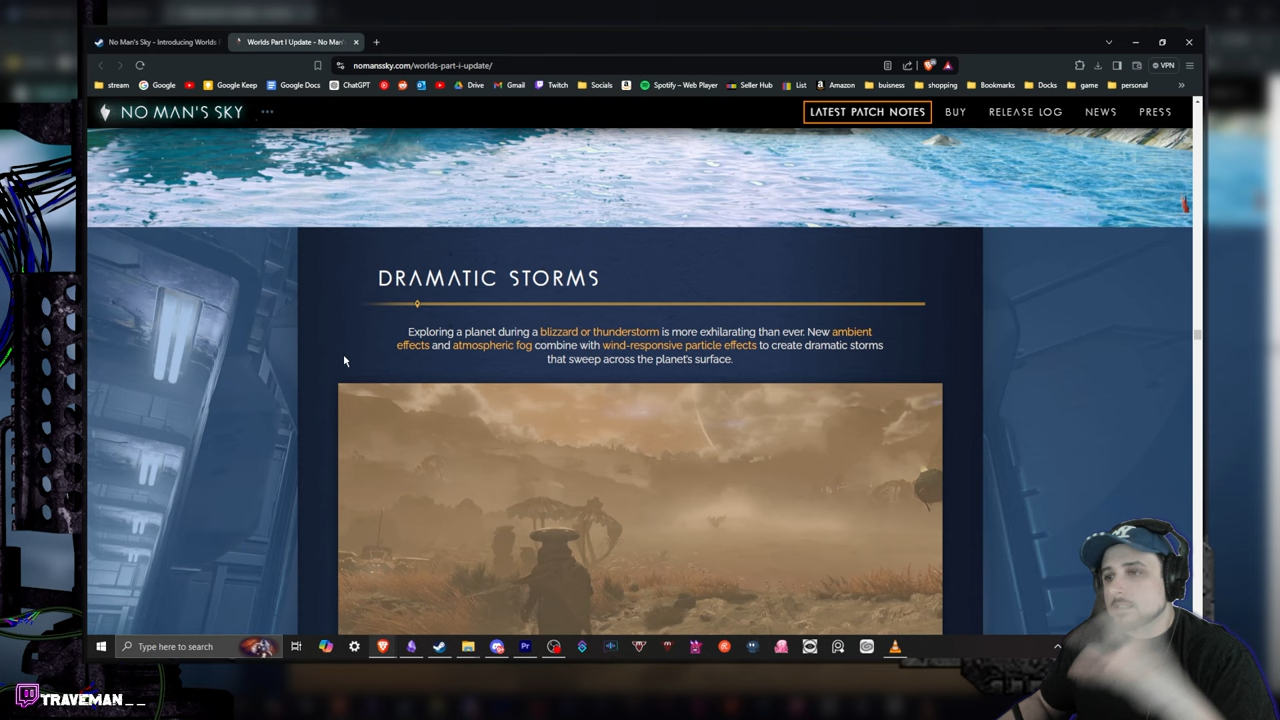 No Man's Sky - Introducing Worlds
Worlds Part I Update - No Man'
nomanssky.com/worlds-part-i-update/
VPN
stream
Google
Google Keep
Google Docs
ChatGPT
Drive
Gmail
Twitch
Socials
Spotify – Web Player
Seller Hub
List
Amazon
buisness
shopping
Bookmarks
Docks
game
personal
NO MAN'S SKY
LATEST PATCH NOTES
BUY
RELEASE LOG
NEWS
PRESS
DRAMATIC STORMS
Exploring a planet during a blizzard or thunderstorm is more exhilarating than ever. New ambient
effects and atmospheric fog combine with wind-responsive particle effects to create dramatic storms
that sweep across the planet's surface.
Type here to search
TRAVEMAN__